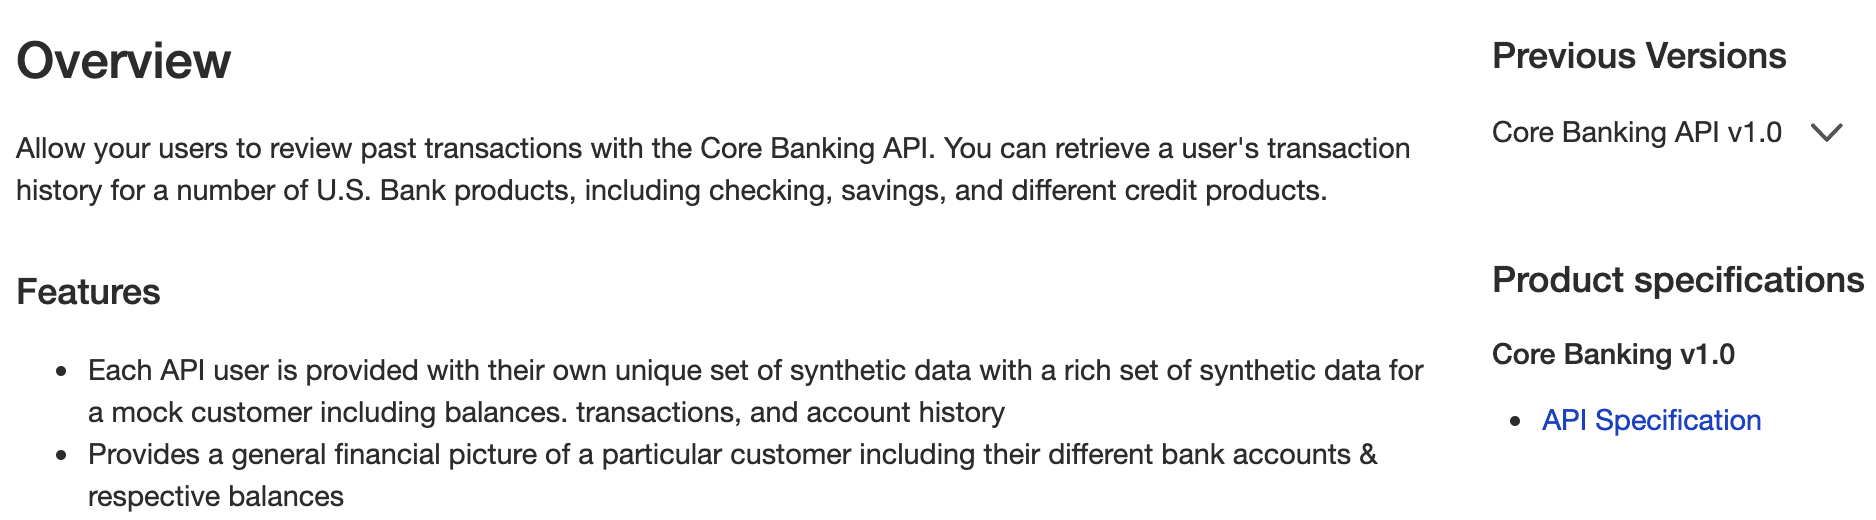 Overview
Allow your users to review past transactions with the Core Banking API. You can retrieve a user's transaction
history for a number of U.S. Bank products, including checking, savings, and different credit products.
Features
• Each API user is provided with their own unique set of synthetic data with a rich set of synthetic data for
a mock customer including balances. transactions, and account history
• Provides a general financial picture of a particular customer including their different bank accounts &
respective balances
Previous Versions
Core Banking API v1.0
Product specifications
Core Banking v1.0
• API Specification